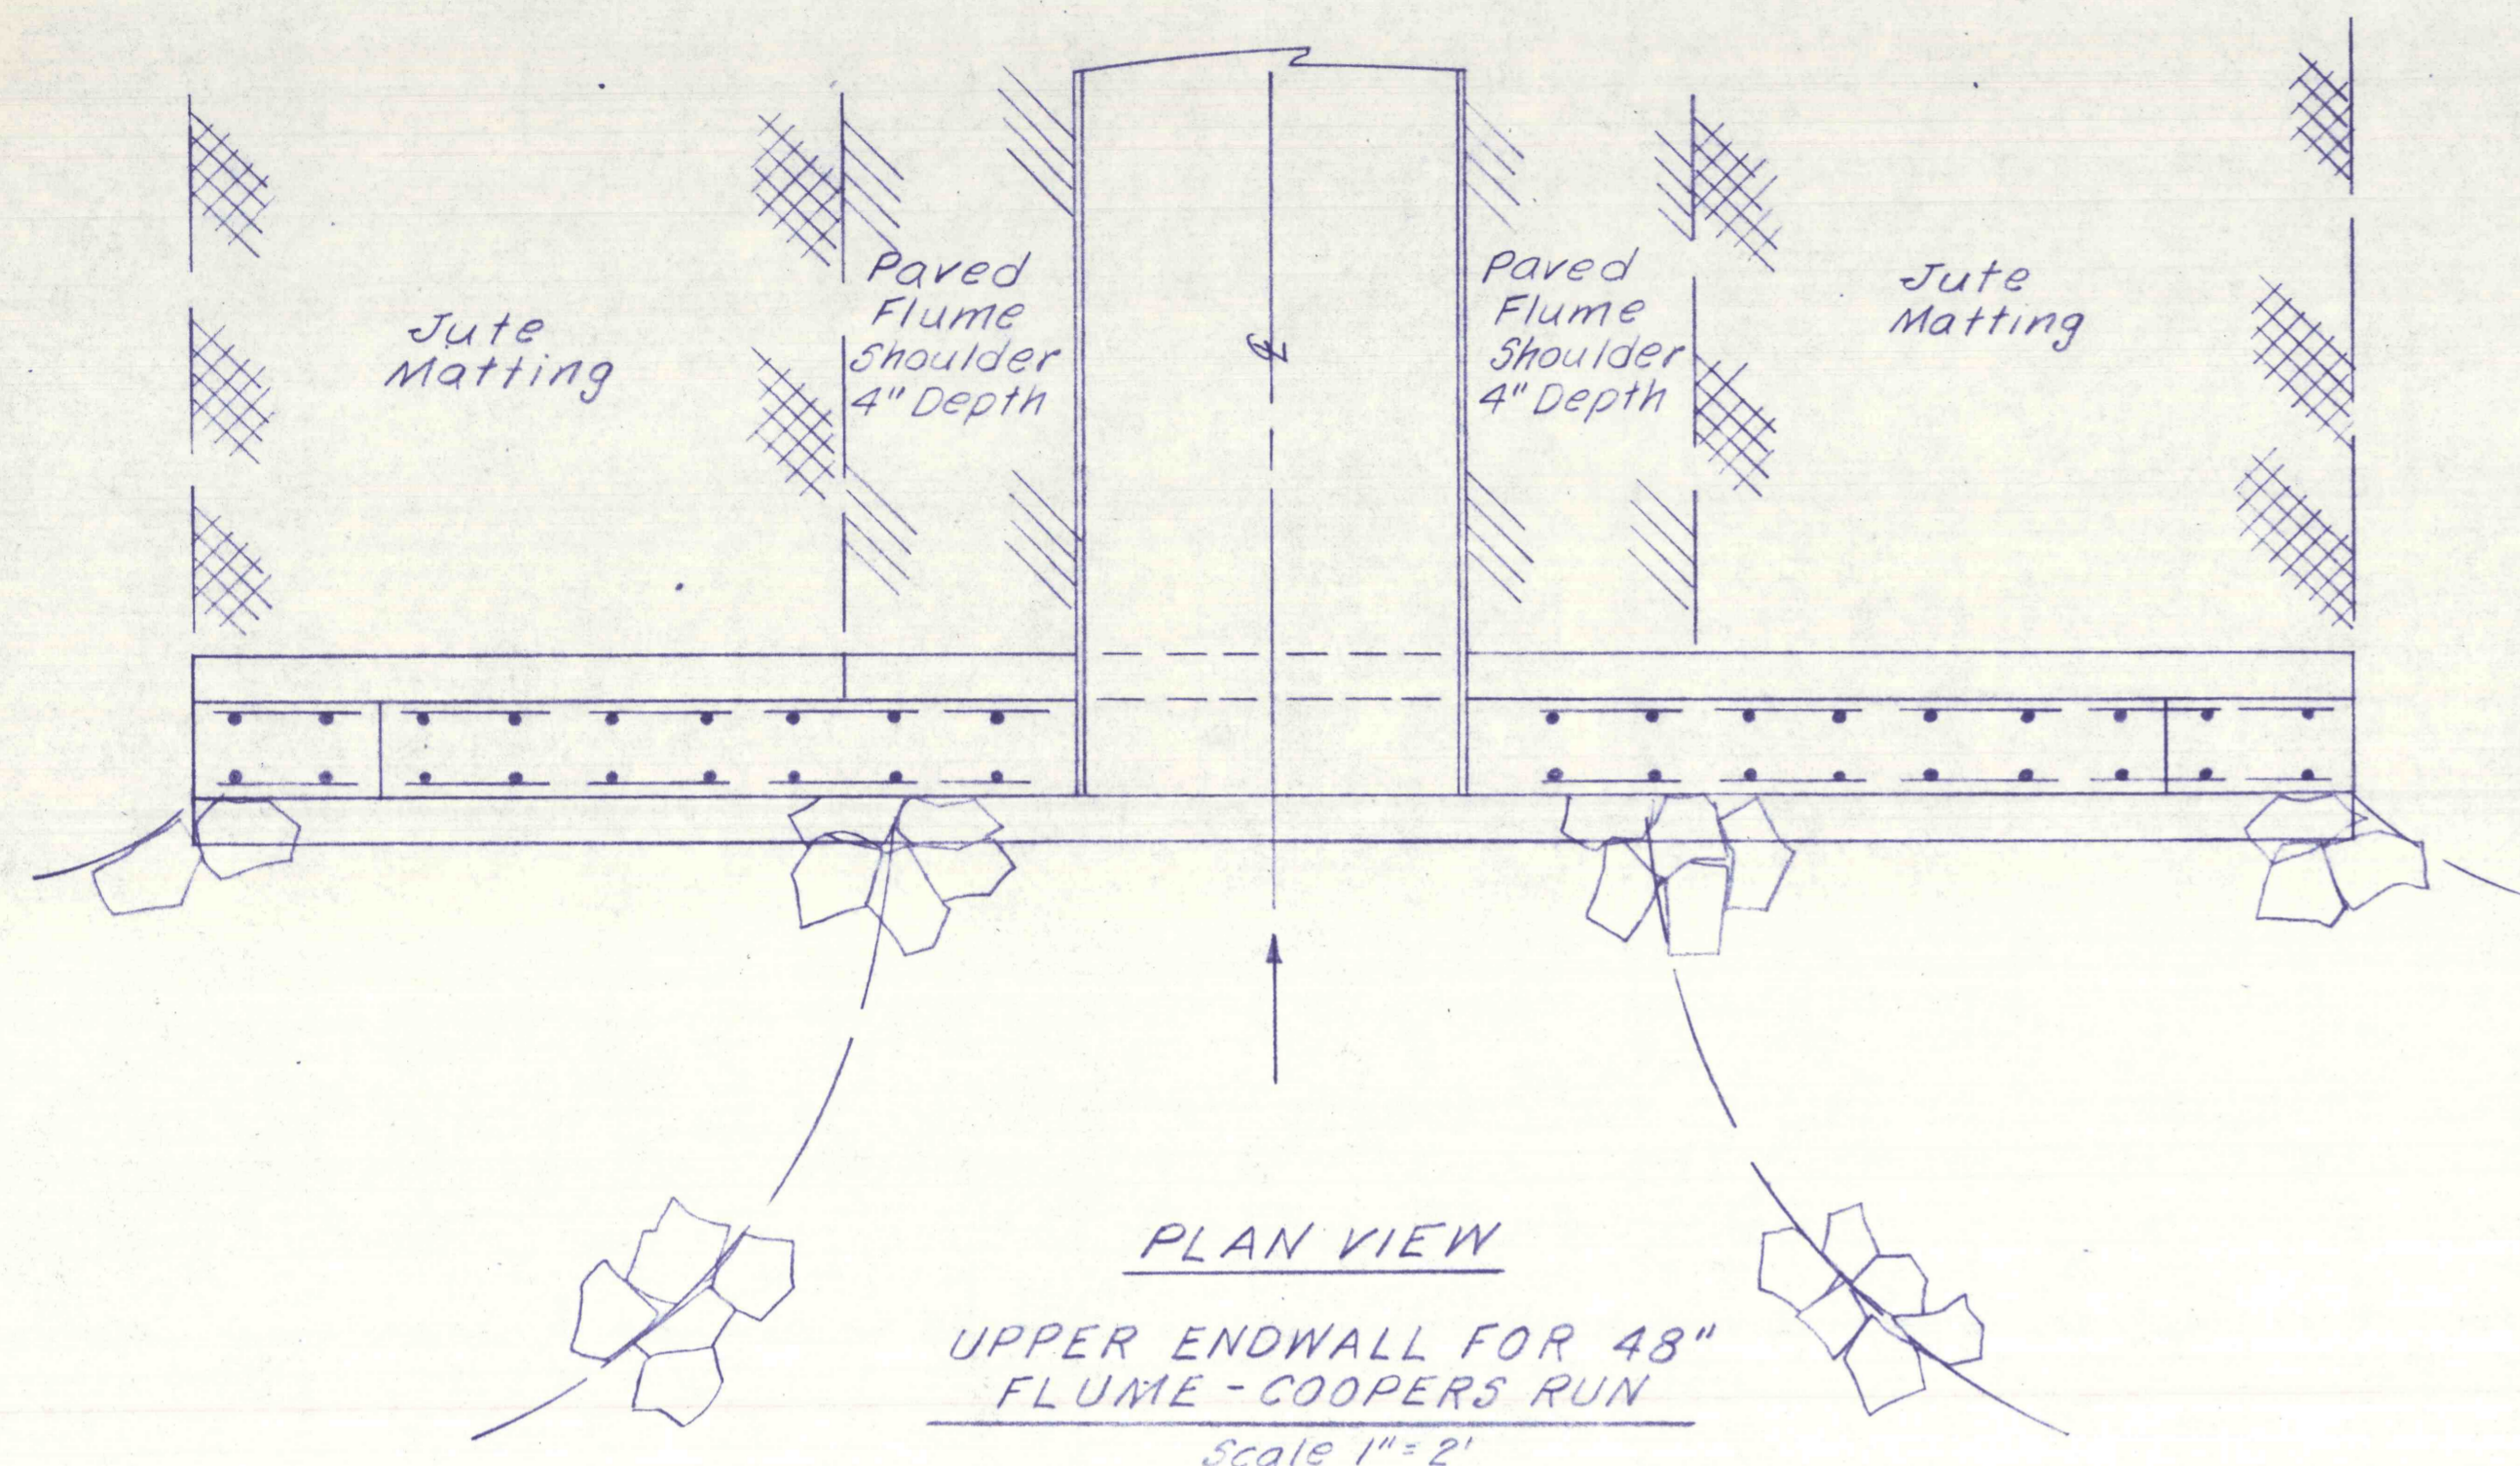 Jute
Matting
Paved
Flume
Shoulder
4" Depth
℄
Paved
Flume
Shoulder
4" Depth
Jute
Matting
PLAN VIEW
UPPER ENDWALL FOR 48"
FLUME - COOPERS RUN
Scale 1" = 2'